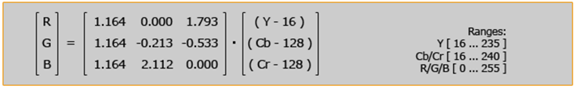 R 1.164 0.000 1.793 ( Y - 16 )
G = 1.164 -0.213 -0.533 · ( Cb - 128 )
B 1.164 2.112 0.000 ( Cr - 128 )
Ranges:
Y [ 16 ... 235 ]
Cb/Cr [ 16 ... 240 ]
R/G/B [ 0 ... 255 ]